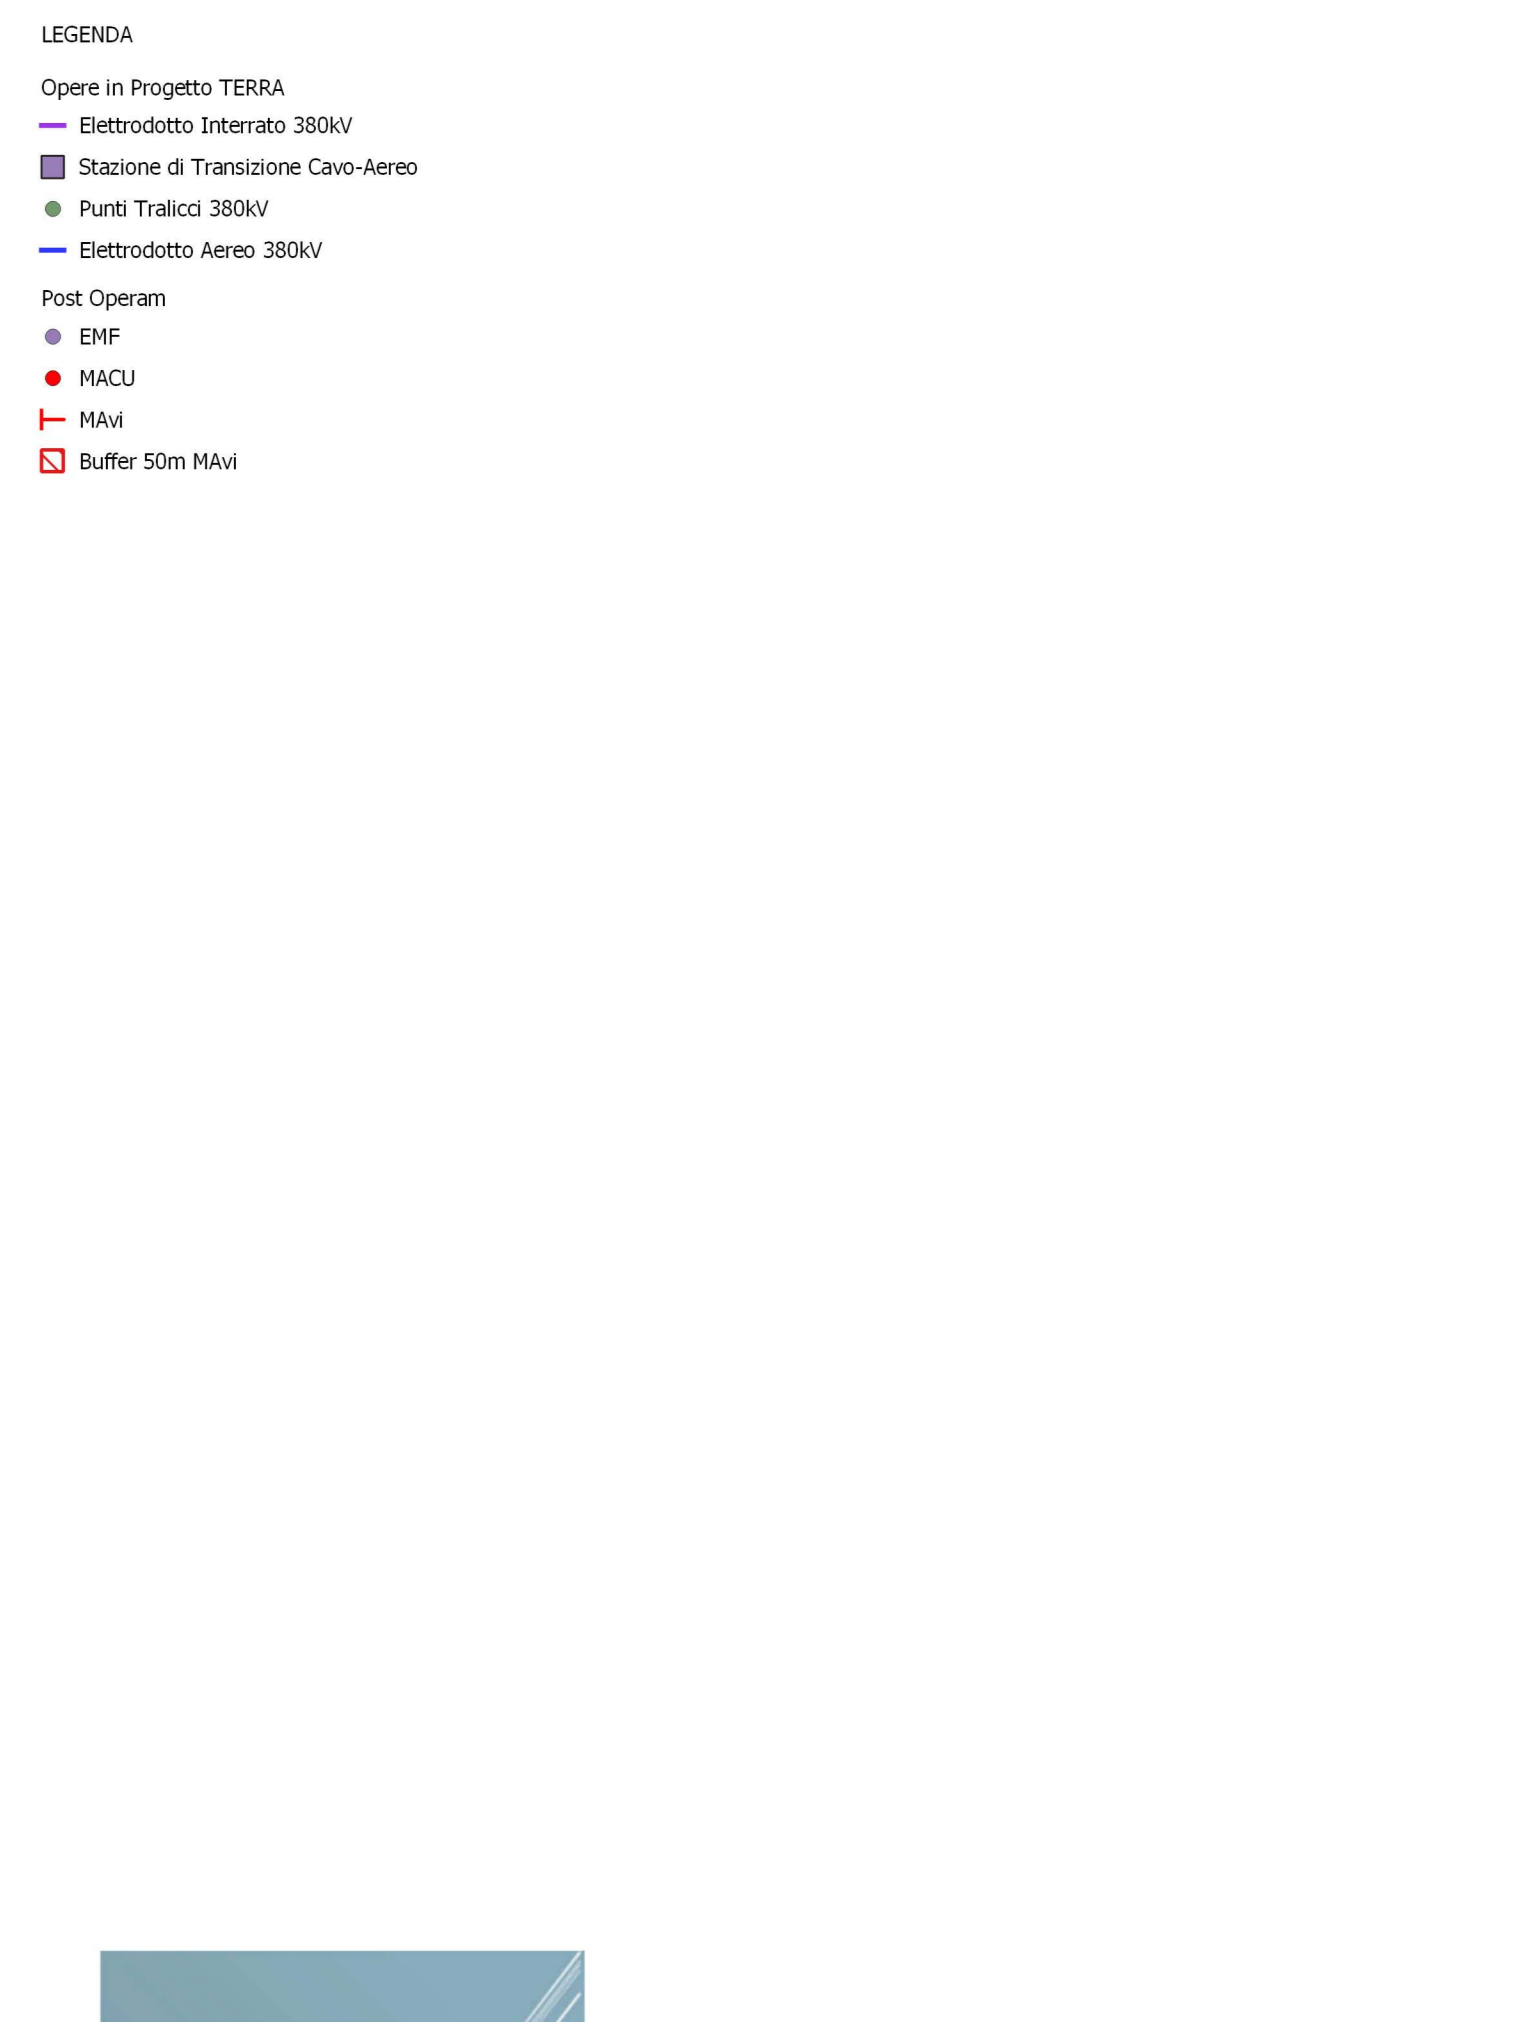 LEGENDA
Opere in Progetto TERRA
Elettrodotto Interrato 380kV
Stazione di Transizione Cavo-Aereo
Punti Tralicci 380kV
Elettrodotto Aereo 380kV
Post Operam
EMF
MACU
MAvi
Buffer 50m MAvi